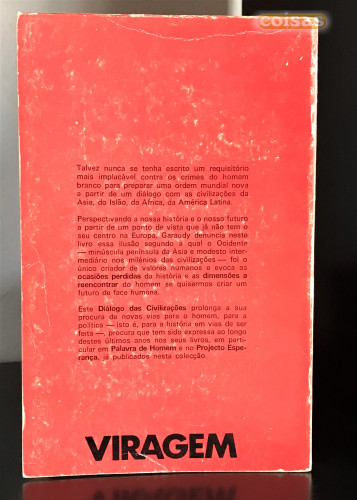 coisas
Talvez nunca se tenha escrito um requisitório
mais implacável contra os crimes do homem
branco para preparar uma ordem mundial nova
a partir de um diálogo com as civilizações da
Ásia, do Islão, da África, da América Latina.
Perspectivando a nossa história e o nosso futuro
a partir de um ponto de vista que já não tem o
seu centro na Europa, Garaudy denuncia neste
livro essa ilusão segundo a qual o Ocidente
— minúscula península da Ásia e modesto inter-
mediário nos milénios das civilizações — foi o
único criador de valores humanos e evoca as
ocasiões perdidas da história e as dimensões a
reencontrar do homem se quisermos criar um
futuro de face humana.
Este Diálogo das Civilizações prolonga a sua
procura da novas vias para o homem, para a
política — isto é, para a história em vias de ser
feita —, procura que tem sido expressa ao longo
destes últimos anos nos seus livros, em parti-
cular em Palavra de Homem e no Projecto Espe-
rança, já publicados nesta colecção.
VIRAGEM